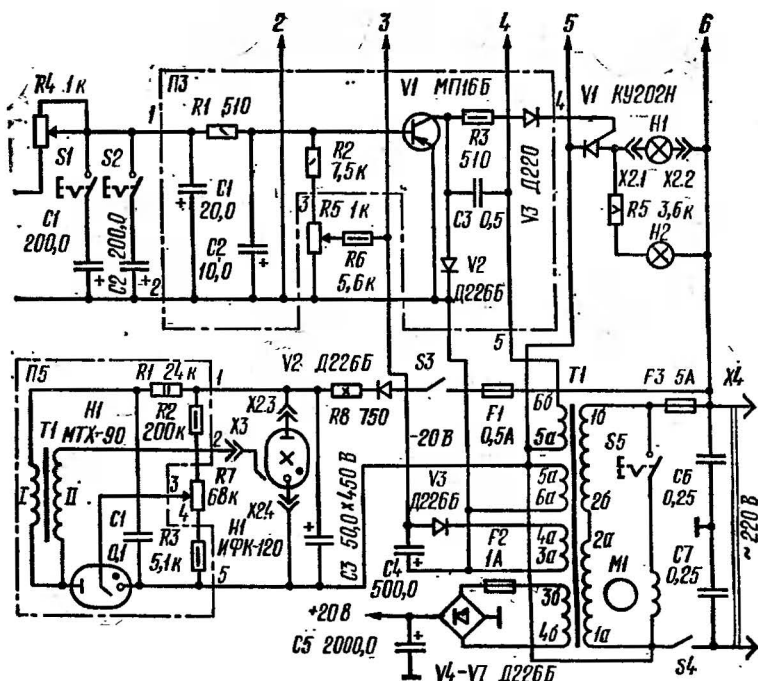 2 3 4 5 6
R4 1к
П3
V1 МП16Б
V1 КУ202Н
1
R1 510
4
H1
S1 S2
R2
7,5к
R3
510
V3 Д220
X2.1 X2.2
C1
200,0
C2 200,0
C1
20,0
3
R5 1к
C3 0,5
R5 3,6к
C2
10,0
R6
5,6к
V2
Д226Б
H2
2
5
П5
R1 24к
1
V2 Д226Б
S3
T1
F3 5А
X4
H1
МТХ-90
R2
200к
X2.3
R8 750
F1
0,5А
6б
5а
1б
T1
2
X3
-20В
S5
C6
0,25
I II
3
R7
68к
4
X2.4
V3
Д226Б
5а
6а
2б
C1
0,1
R3
5,1к
H1
ИФК-120
C3 50,0×450В
C4
500,0
F2
1А
4а
3а
2а
М1
C7
0,25
~220В
5
+20В
3б
4б
1а
C5 2000,0
V4-V7 Д226Б
S4